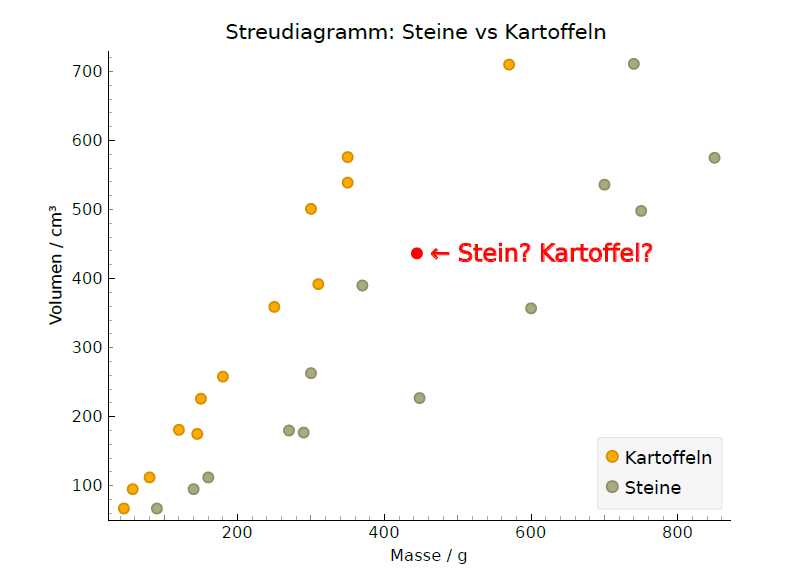 Streudiagramm: Steine vs Kartoffeln
Volumen / cm³
700
600
500
400
300
200
100
← Stein? Kartoffel?
Kartoffeln
Steine
200 400 600 800
Masse / g